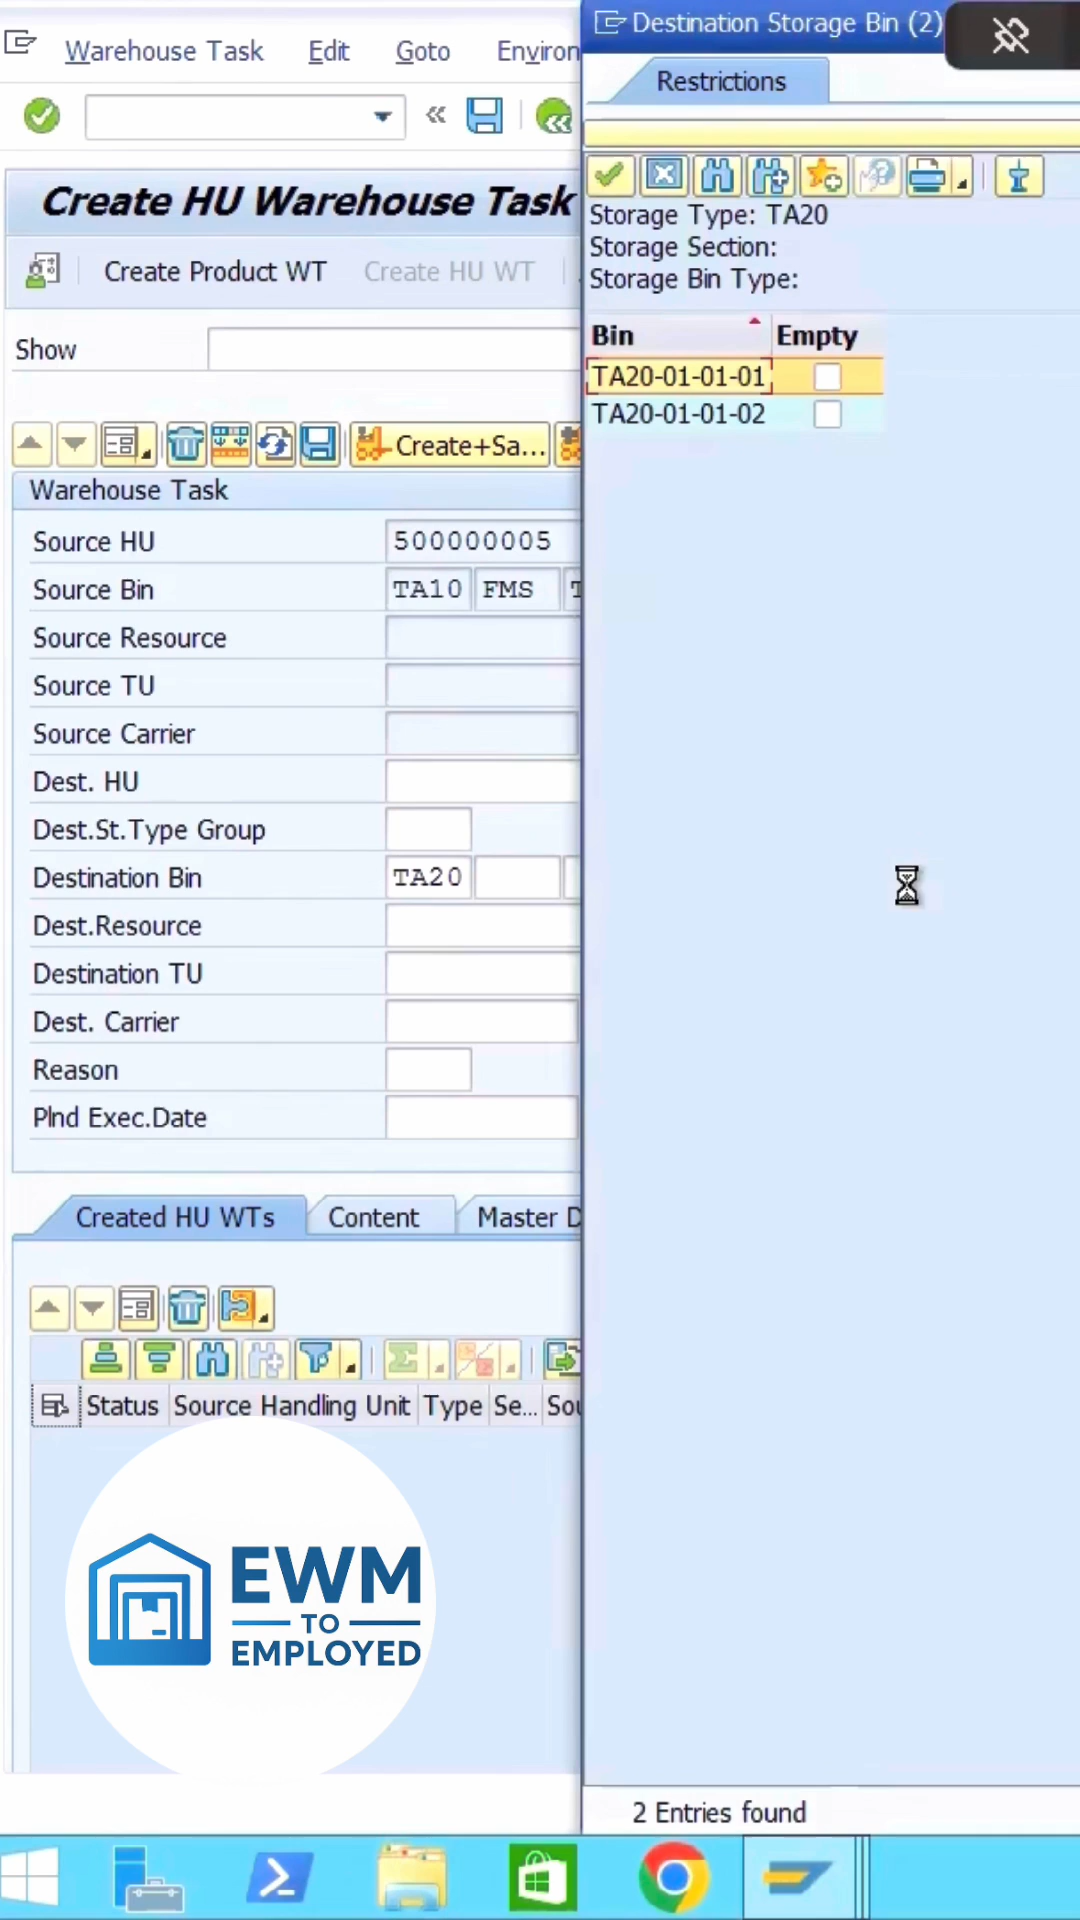 Warehouse Task Edit Goto Environ
Create HU Warehouse Task
Create Product WT Create HU WT
Show
Create+Sa...
Warehouse Task
Source HU 500000005
Source Bin TA10 FMS
Source Resource
Source TU
Source Carrier
Dest. HU
Dest.St.Type Group
Destination Bin TA20
Dest.Resource
Destination TU
Dest. Carrier
Reason
Plnd Exec.Date
Created HU WTs Content Master D
Status Source Handling Unit Type Se... Sou
EWM
TO
EMPLOYED
Destination Storage Bin (2)
Restrictions
Storage Type: TA20
Storage Section:
Storage Bin Type:
Bin Empty
TA20-01-01-01
TA20-01-01-02
2 Entries found